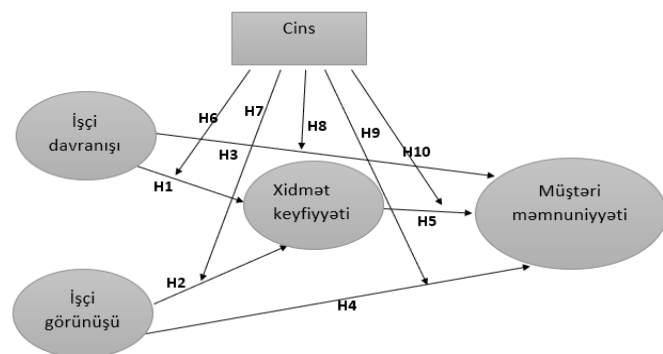 Cins
H6
H7
H8
H9
H10
İşçi
davranışı
H3
H1
Xidmət
keyfiyyəti
H5
Müştəri
məmnuniyyəti
H2
H4
İşçi
görünüşü